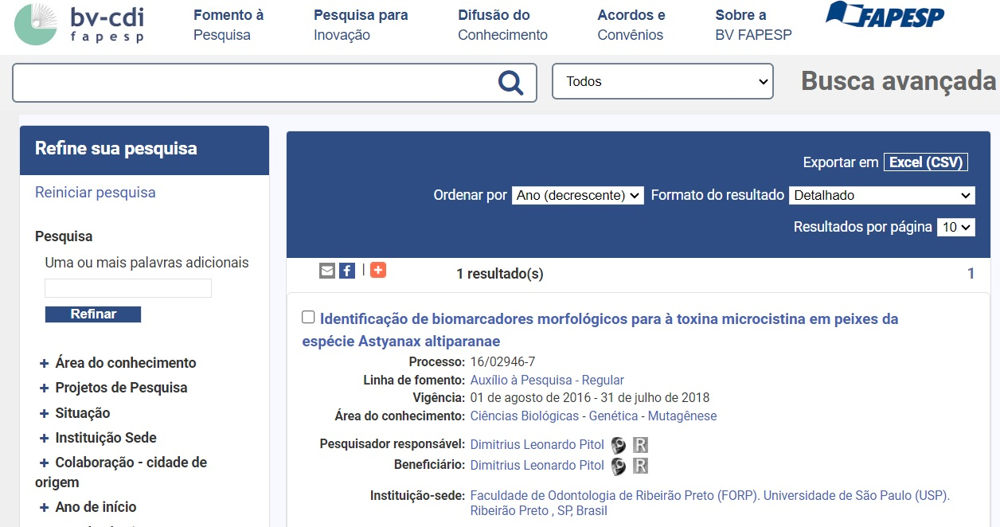 bv-cdi
fapesp
Fomento à
Pesquisa
Pesquisa para
Inovação
Difusão do
Conhecimento
Acordos e
Convênios
Sobre a
BV FAPESP
FAPESP
Todos
Busca avançada
Refine sua pesquisa
Reiniciar pesquisa
Pesquisa
Uma ou mais palavras adicionais
Refinar
+ Área do conhecimento
+ Projetos de Pesquisa
+ Situação
+ Instituição Sede
+ Colaboração - cidade de
origem
+ Ano de início
Exportar em Excel (CSV)
Ordenar por Ano (decrescente) Formato do resultado Detalhado
Resultados por página 10
f | + 1 resultado(s) 1
Identificação de biomarcadores morfológicos para à toxina microcistina em peixes da
espécie Astyanax altiparanae
Processo: 16/02946-7
Linha de fomento: Auxílio à Pesquisa - Regular
Vigência: 01 de agosto de 2016 - 31 de julho de 2018
Área do conhecimento: Ciências Biológicas - Genética - Mutagênese
Pesquisador responsável: Dimitrius Leonardo Pitol R
Beneficiário: Dimitrius Leonardo Pitol R
Instituição-sede: Faculdade de Odontologia de Ribeirão Preto (FORP). Universidade de São Paulo (USP).
Ribeirão Preto , SP, Brasil